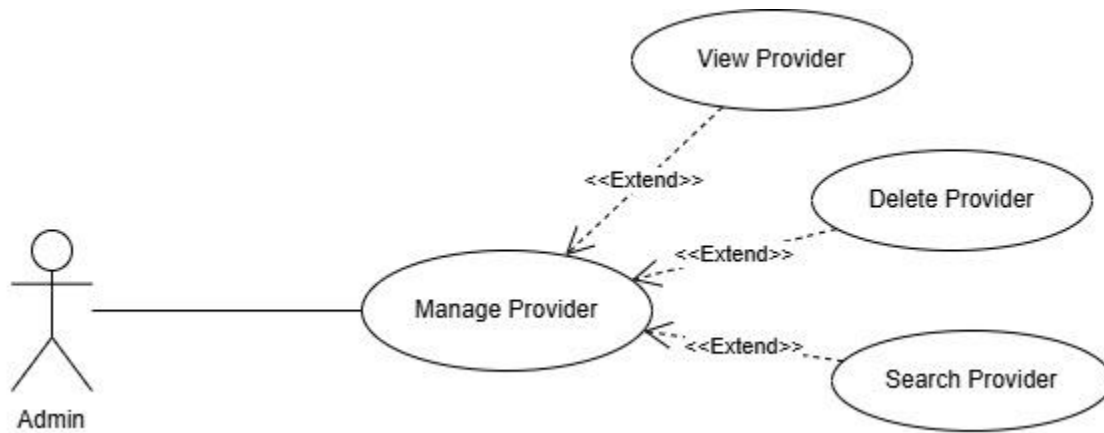 View Provider
<<Extend>>
Delete Provider
<<Extend>>
Manage Provider
<<Extend>>
Search Provider
Admin